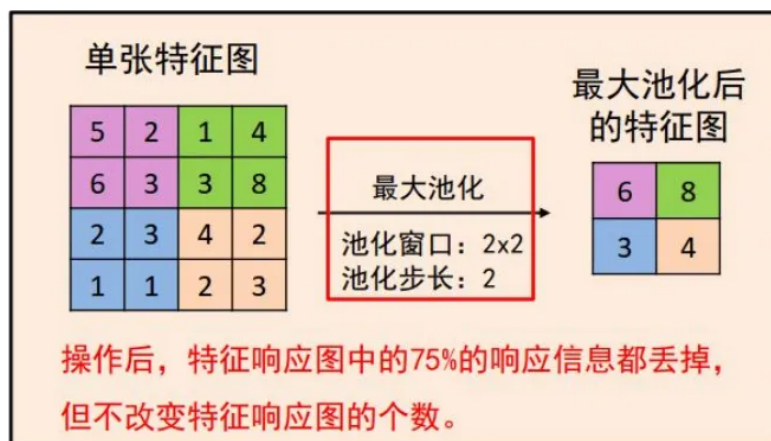 单张特征图
5 2 1 4
6 3 3 8
2 3 4 2
1 1 2 3
最大池化
池化窗口：2x2
池化步长：2
最大池化后
的特征图
6 8
3 4
操作后，特征响应图中的75%的响应信息都丢掉，
但不改变特征响应图的个数。